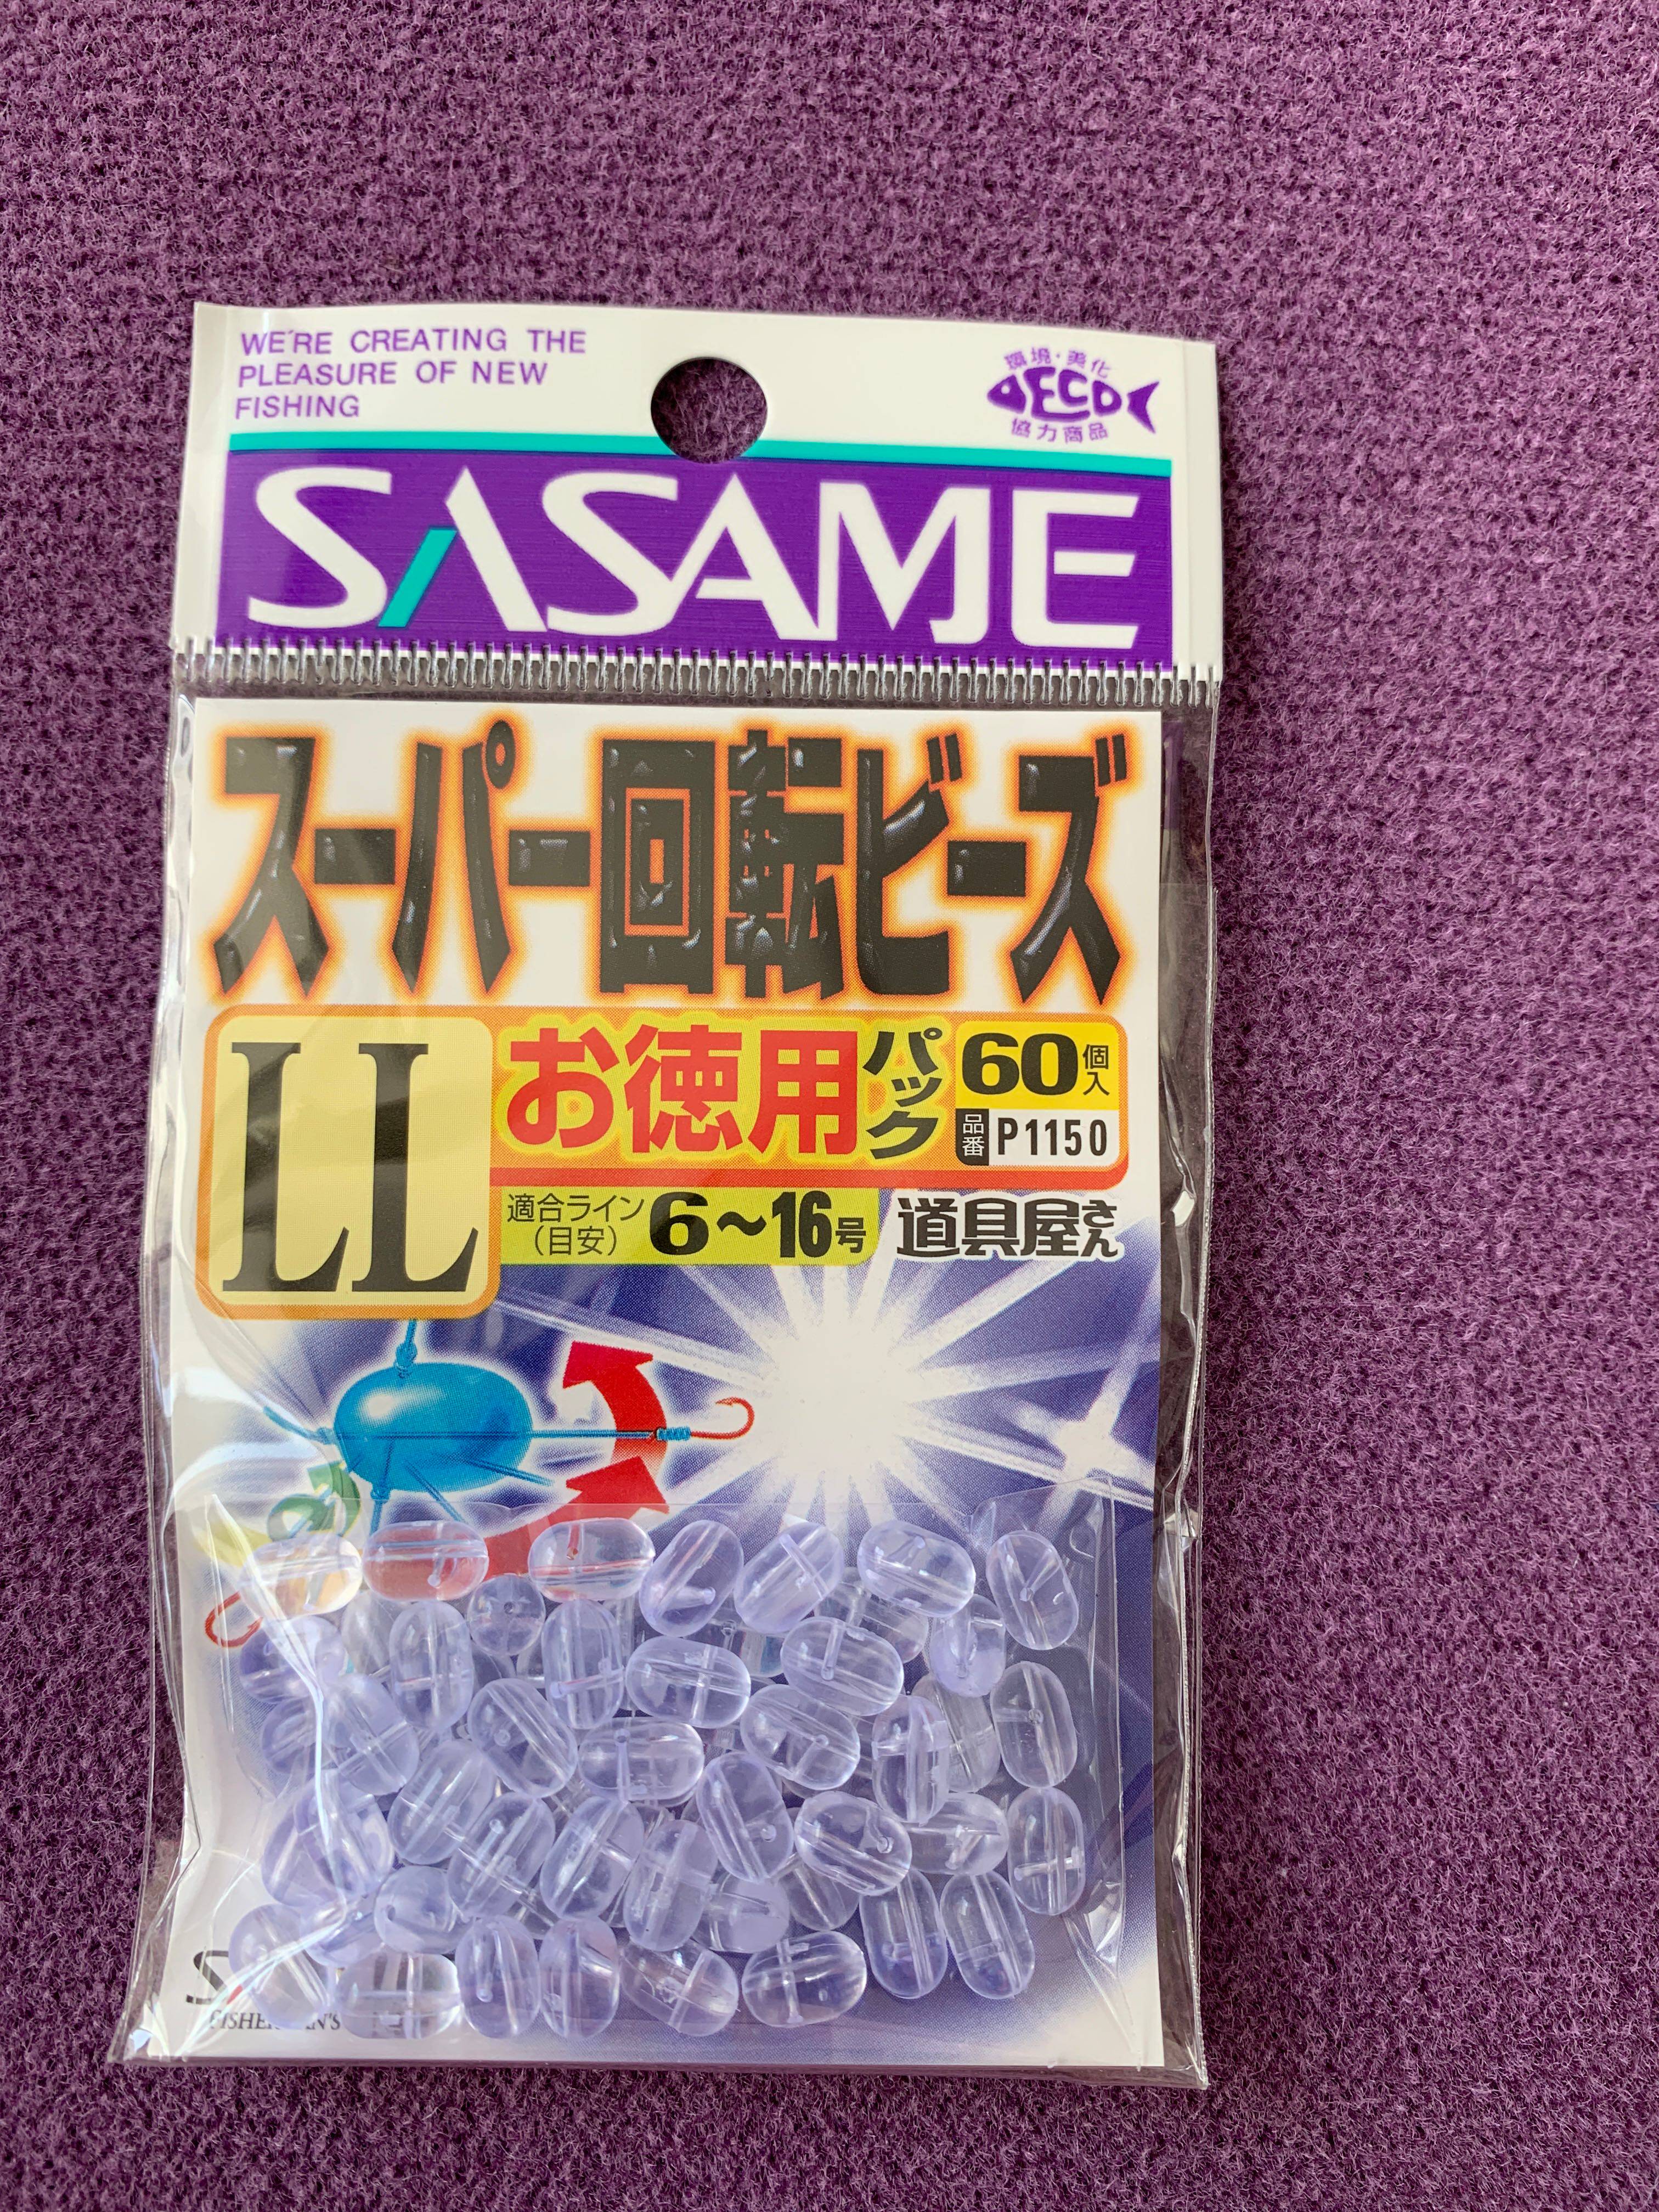 WE'RE CREATING THE
PLEASURE OF NEW
FISHING
環境・美化
DECO
協力商品
SASAME
スーパー回転ビーズ
LL
お徳用パック
60個入
品番 P1150
適合ライン
(目安)
6〜16号
道具屋さん